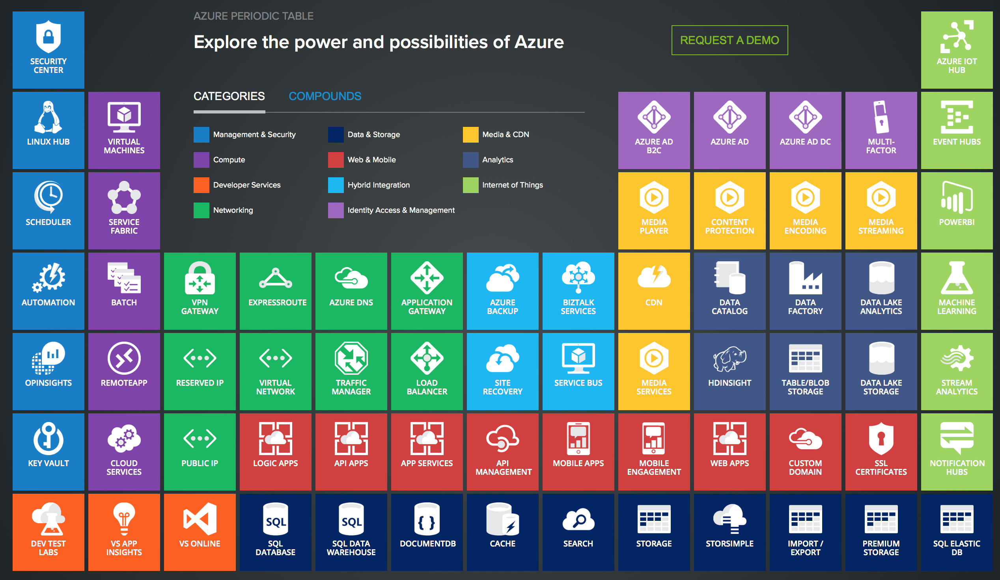 AZURE PERIODIC TABLE
Explore the power and possibilities of Azure
REQUEST A DEMO
SECURITY
CENTER
AZURE IOT
HUB
CATEGORIES
COMPOUNDS
Management & Security
Data & Storage
Media & CDN
Compute
Web & Mobile
Analytics
Developer Services
Hybrid Integration
Internet of Things
Networking
Identity Access & Management
LINUX HUB
VIRTUAL
MACHINES
AZURE AD
B2C
AZURE AD
AZURE AD DC
MULTI-
FACTOR
EVENT HUBS
SCHEDULER
SERVICE
FABRIC
MEDIA
PLAYER
CONTENT
PROTECTION
MEDIA
ENCODING
MEDIA
STREAMING
POWERBI
AUTOMATION
BATCH
VPN
GATEWAY
EXPRESSROUTE
AZURE DNS
APPLICATION
GATEWAY
AZURE
BACKUP
BIZTALK
SERVICES
CDN
DATA
CATALOG
DATA
FACTORY
DATA LAKE
ANALYTICS
MACHINE
LEARNING
OPINSIGHTS
REMOTEAPP
RESERVED IP
VIRTUAL
NETWORK
TRAFFIC
MANAGER
LOAD
BALANCER
SITE
RECOVERY
SERVICE BUS
MEDIA
SERVICES
HDINSIGHT
TABLE/BLOB
STORAGE
DATA LAKE
STORAGE
STREAM
ANALYTICS
KEY VAULT
CLOUD
SERVICES
PUBLIC IP
LOGIC APPS
API APPS
APP SERVICES
API
MANAGEMENT
MOBILE APPS
MOBILE
ENGAGEMENT
WEB APPS
CUSTOM
DOMAIN
SSL
CERTIFICATES
NOTIFICATION
HUBS
DEV TEST
LABS
VS APP
INSIGHTS
VS ONLINE
SQL
SQL
DATABASE
SQL
SQL DATA
WAREHOUSE
{ }
DOCUMENTDB
CACHE
SEARCH
STORAGE
STORSIMPLE
IMPORT /
EXPORT
PREMIUM
STORAGE
SQL ELASTIC
DB